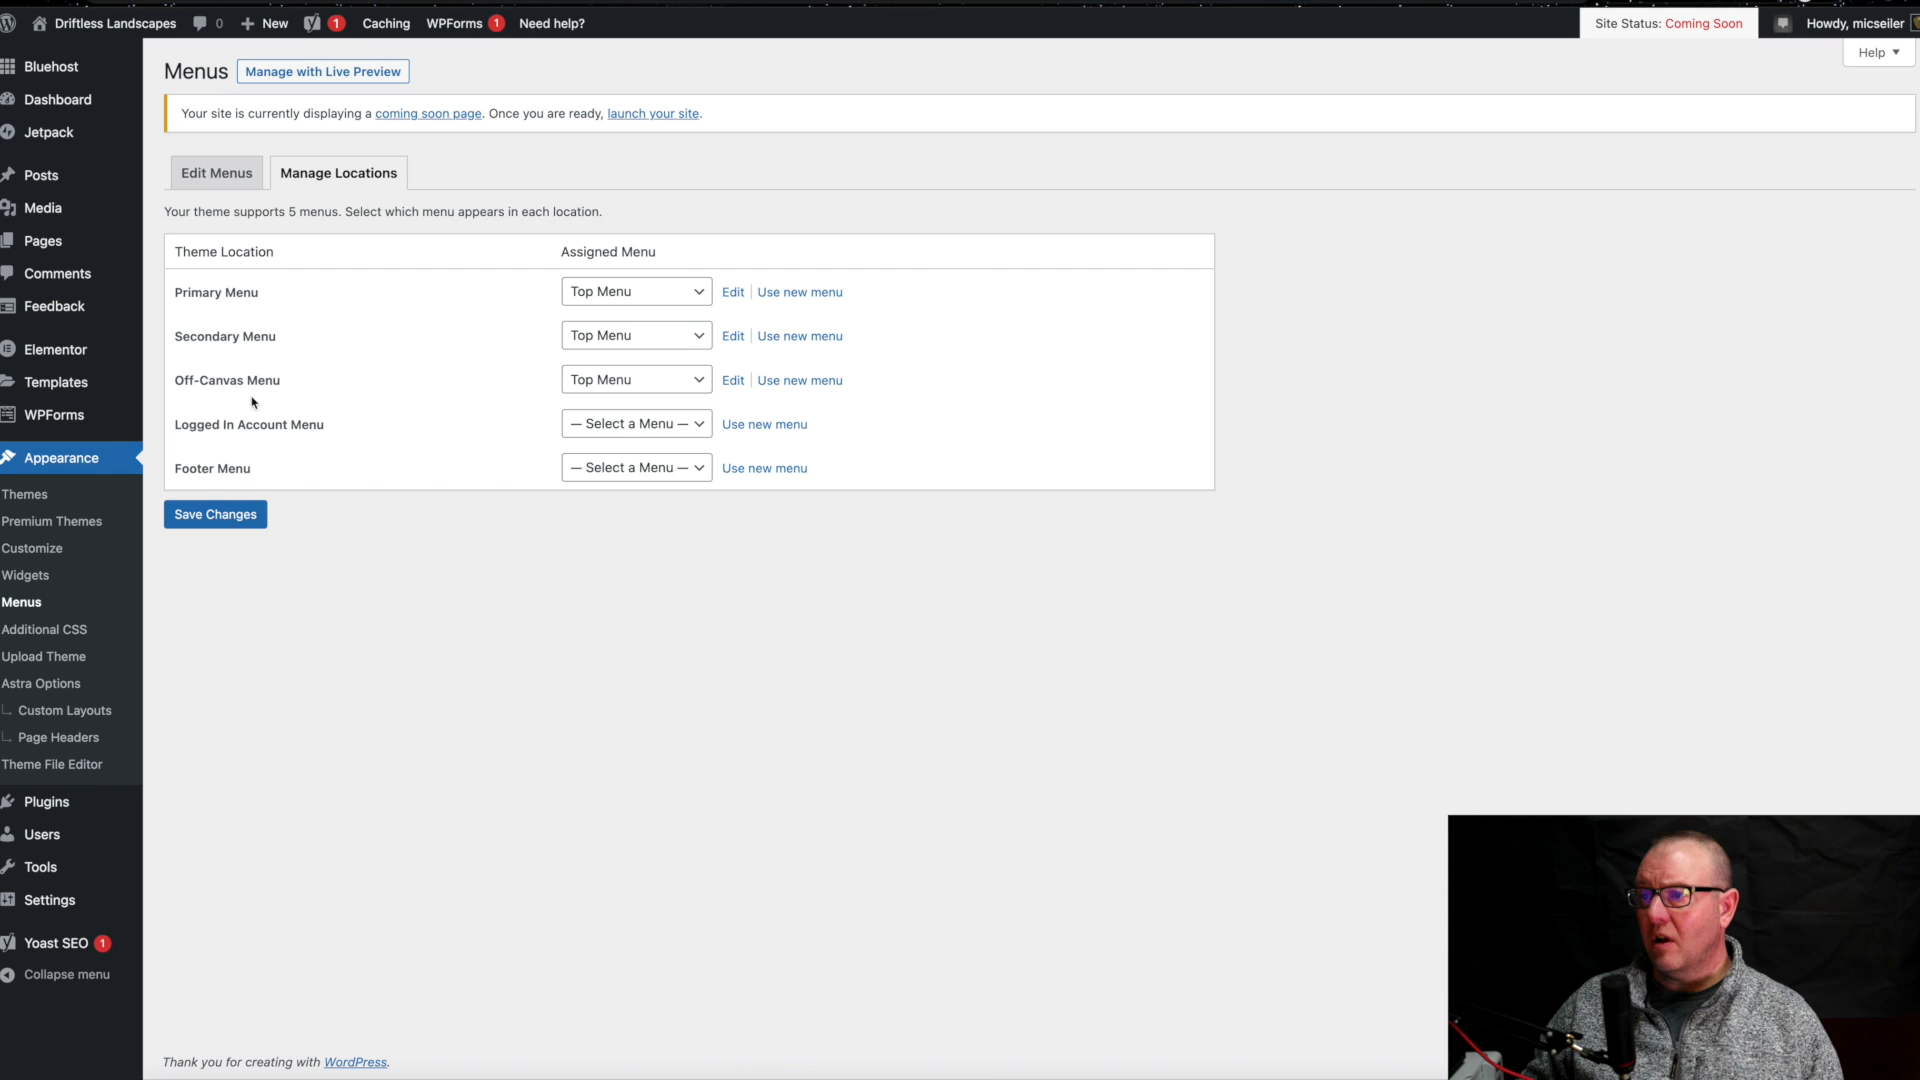 Driftless Landscapes 0 New 1 Caching WPForms 1 Need help? Site Status: Coming Soon Howdy, micseiler
Help
Bluehost
Dashboard
Jetpack
Posts
Media
Pages
Comments
Feedback
Elementor
Templates
WPForms
Appearance
Themes
Premium Themes
Customize
Widgets
Menus
Additional CSS
Upload Theme
Astra Options
Custom Layouts
Page Headers
Theme File Editor
Plugins
Users
Tools
Settings
Yoast SEO 1
Collapse menu
Menus Manage with Live Preview
Your site is currently displaying a coming soon page. Once you are ready, launch your site.
Edit Menus Manage Locations
Your theme supports 5 menus. Select which menu appears in each location.
Theme Location Assigned Menu
Primary Menu Top Menu Edit Use new menu
Secondary Menu Top Menu Edit Use new menu
Off-Canvas Menu Top Menu Edit Use new menu
Logged In Account Menu — Select a Menu — Use new menu
Footer Menu — Select a Menu — Use new menu
Save Changes
Thank you for creating with WordPress.